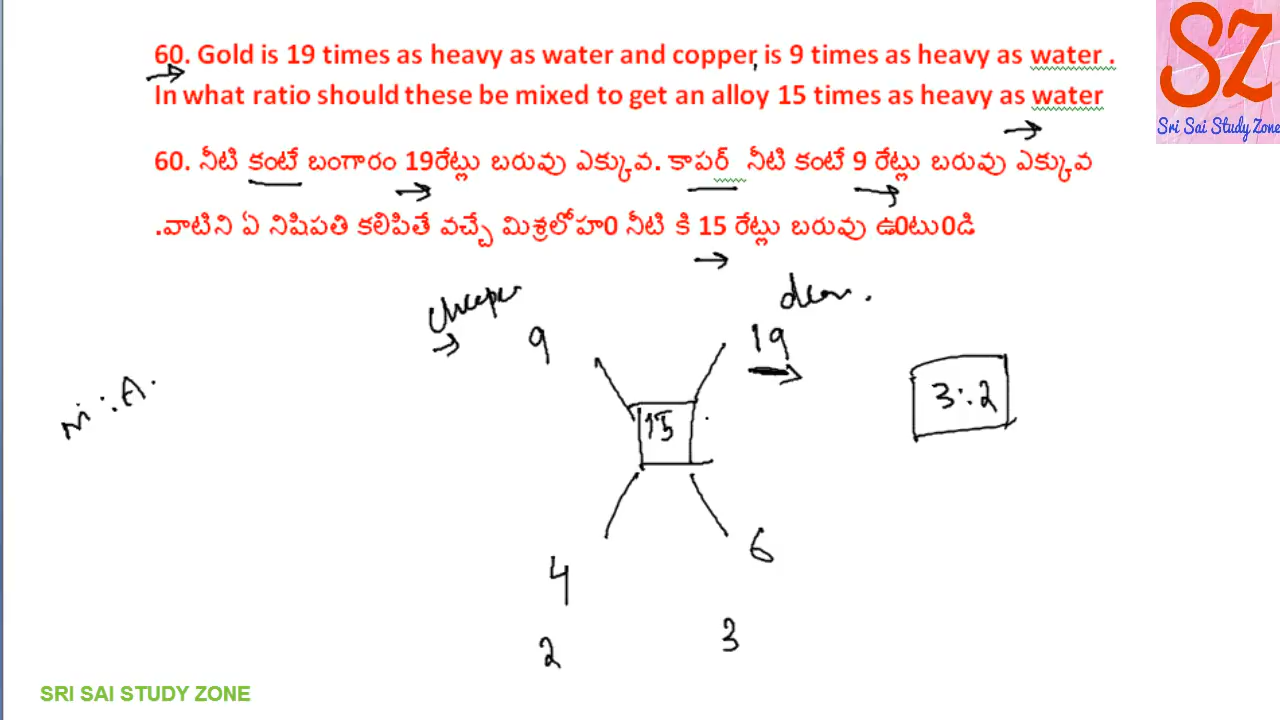 60. Gold is 19 times as heavy as water and copper, is 9 times as heavy as water .
In what ratio should these be mixed to get an alloy 15 times as heavy as water
SZ
Sri Sai Study Zone
60. నీటి కంటే బంగారం 19రేట్లు బరువు ఎక్కువ. కాపర్ నీటి కంటే 9 రేట్లు బరువు ఎక్కువ
.వాటిని ఏ నిషిపతి కలిపితే వచ్చే మిశ్రలోహ0 నీటి కి 15 రేట్లు బరువు ఉ0టు0డి
cheaper
9
19
15
3:2
4
6
2
3
SRI SAI STUDY ZONE